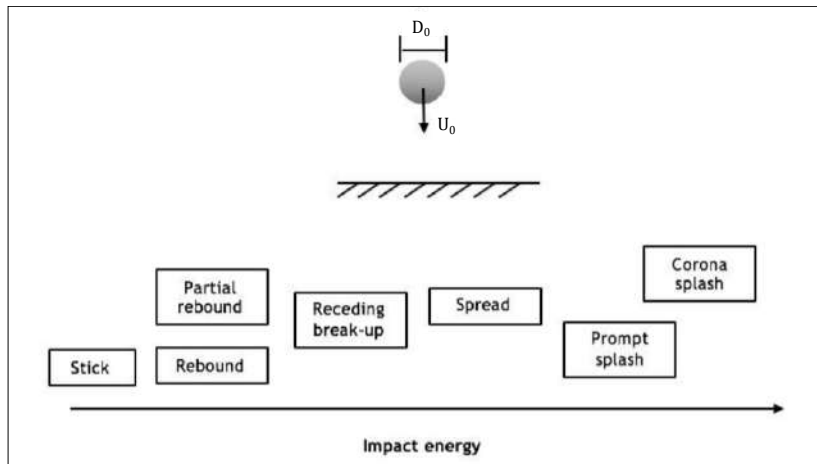 D₀
U₀
Corona
splash
Partial
rebound
Receding
break-up
Spread
Prompt
splash
Stick
Rebound
Impact energy